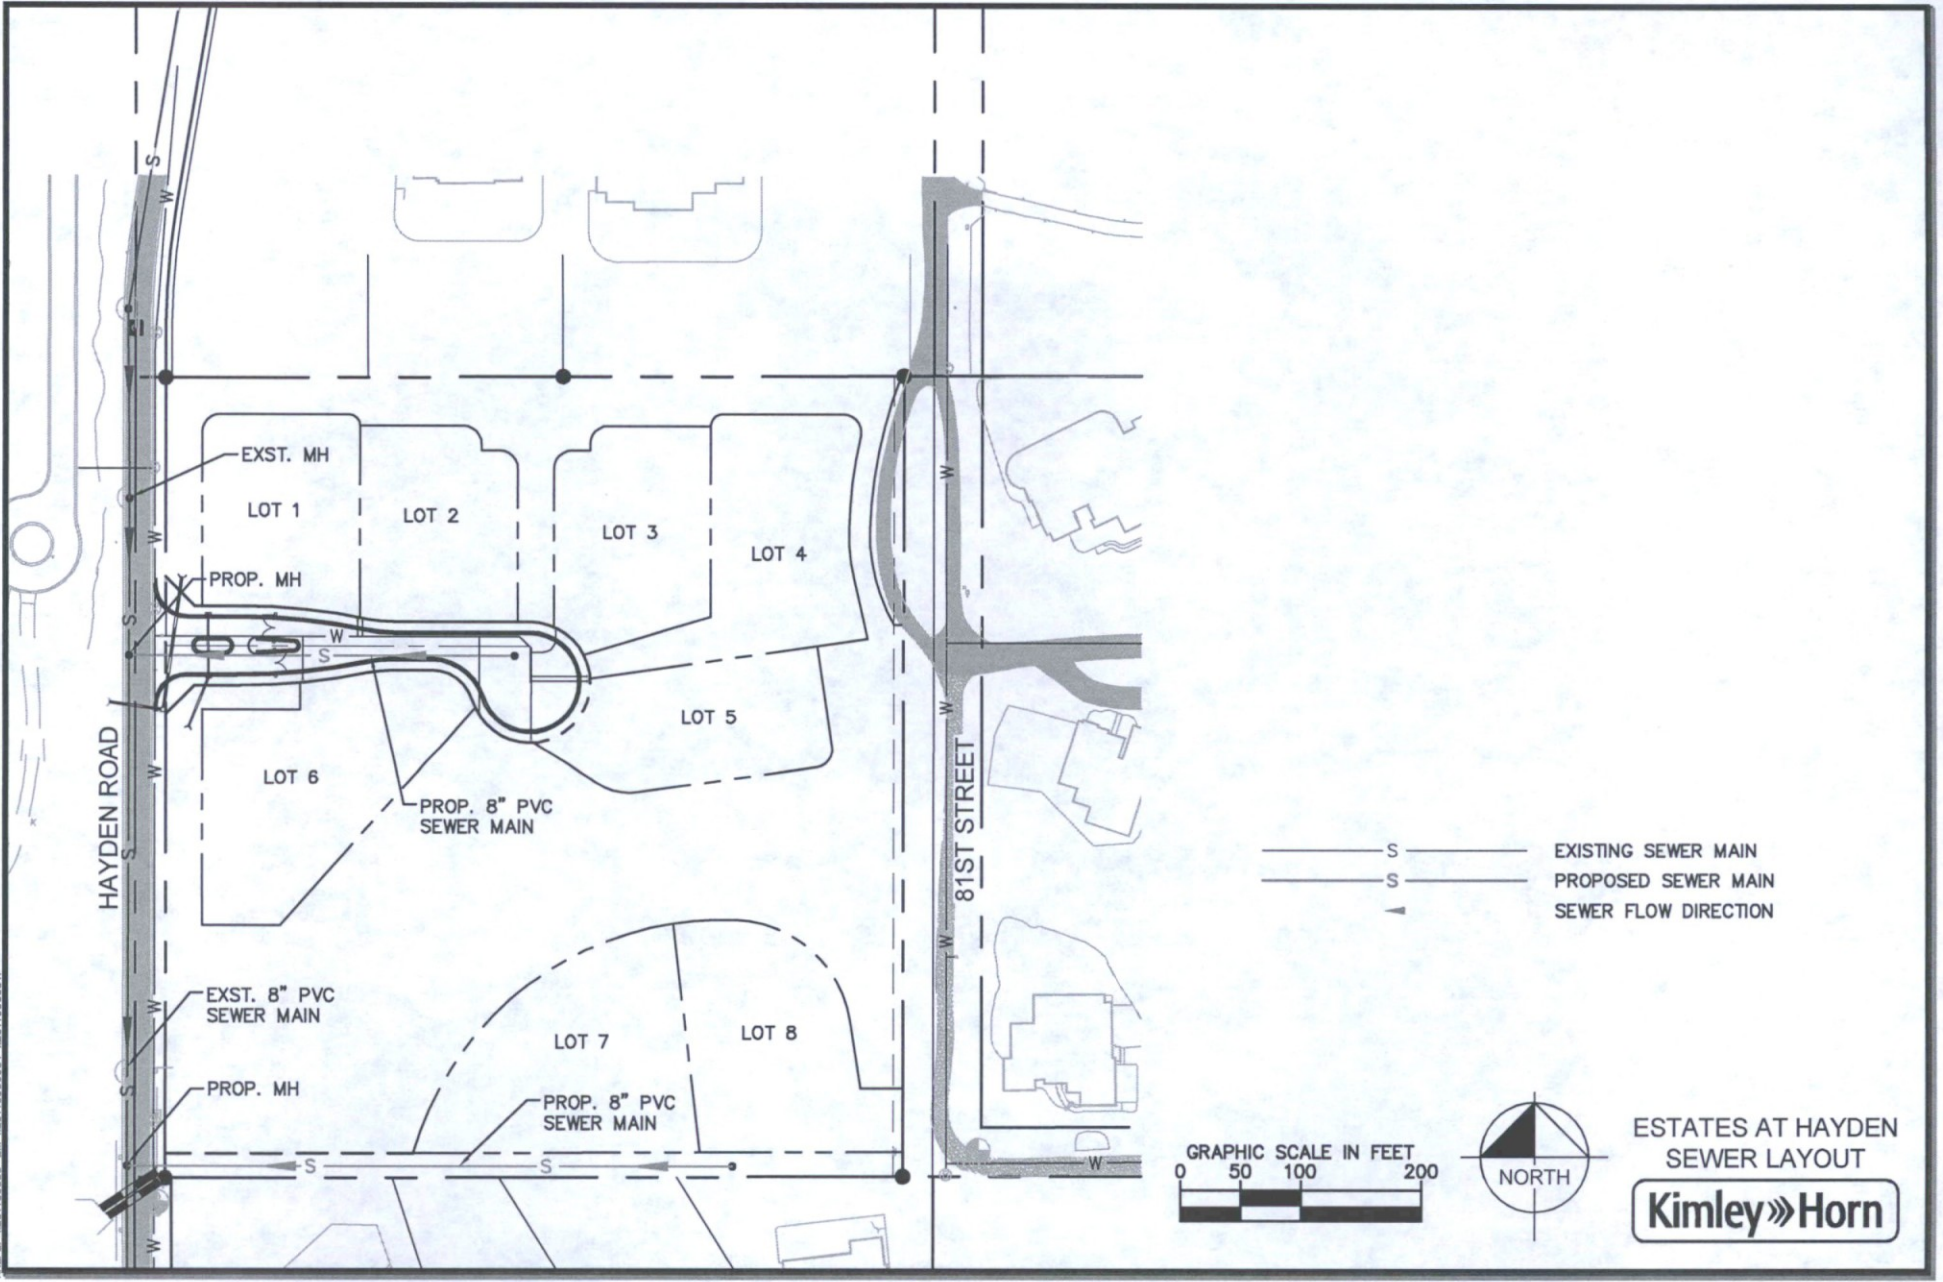 S
W
EXST. MH
LOT 1
LOT 2
LOT 3
LOT 4
W
W
PROP. MH
S
W
S
HAYDEN ROAD
W
LOT 6
LOT 5
W
81ST STREET
PROP. 8" PVC
SEWER MAIN
S
S EXISTING SEWER MAIN
S PROPOSED SEWER MAIN
SEWER FLOW DIRECTION
W
EXST. 8" PVC
SEWER MAIN
W
LOT 7
LOT 8
S
PROP. MH
PROP. 8" PVC
SEWER MAIN
S
S
W
W
GRAPHIC SCALE IN FEET
0 50 100 200
NORTH
ESTATES AT HAYDEN
SEWER LAYOUT
Kimley»Horn